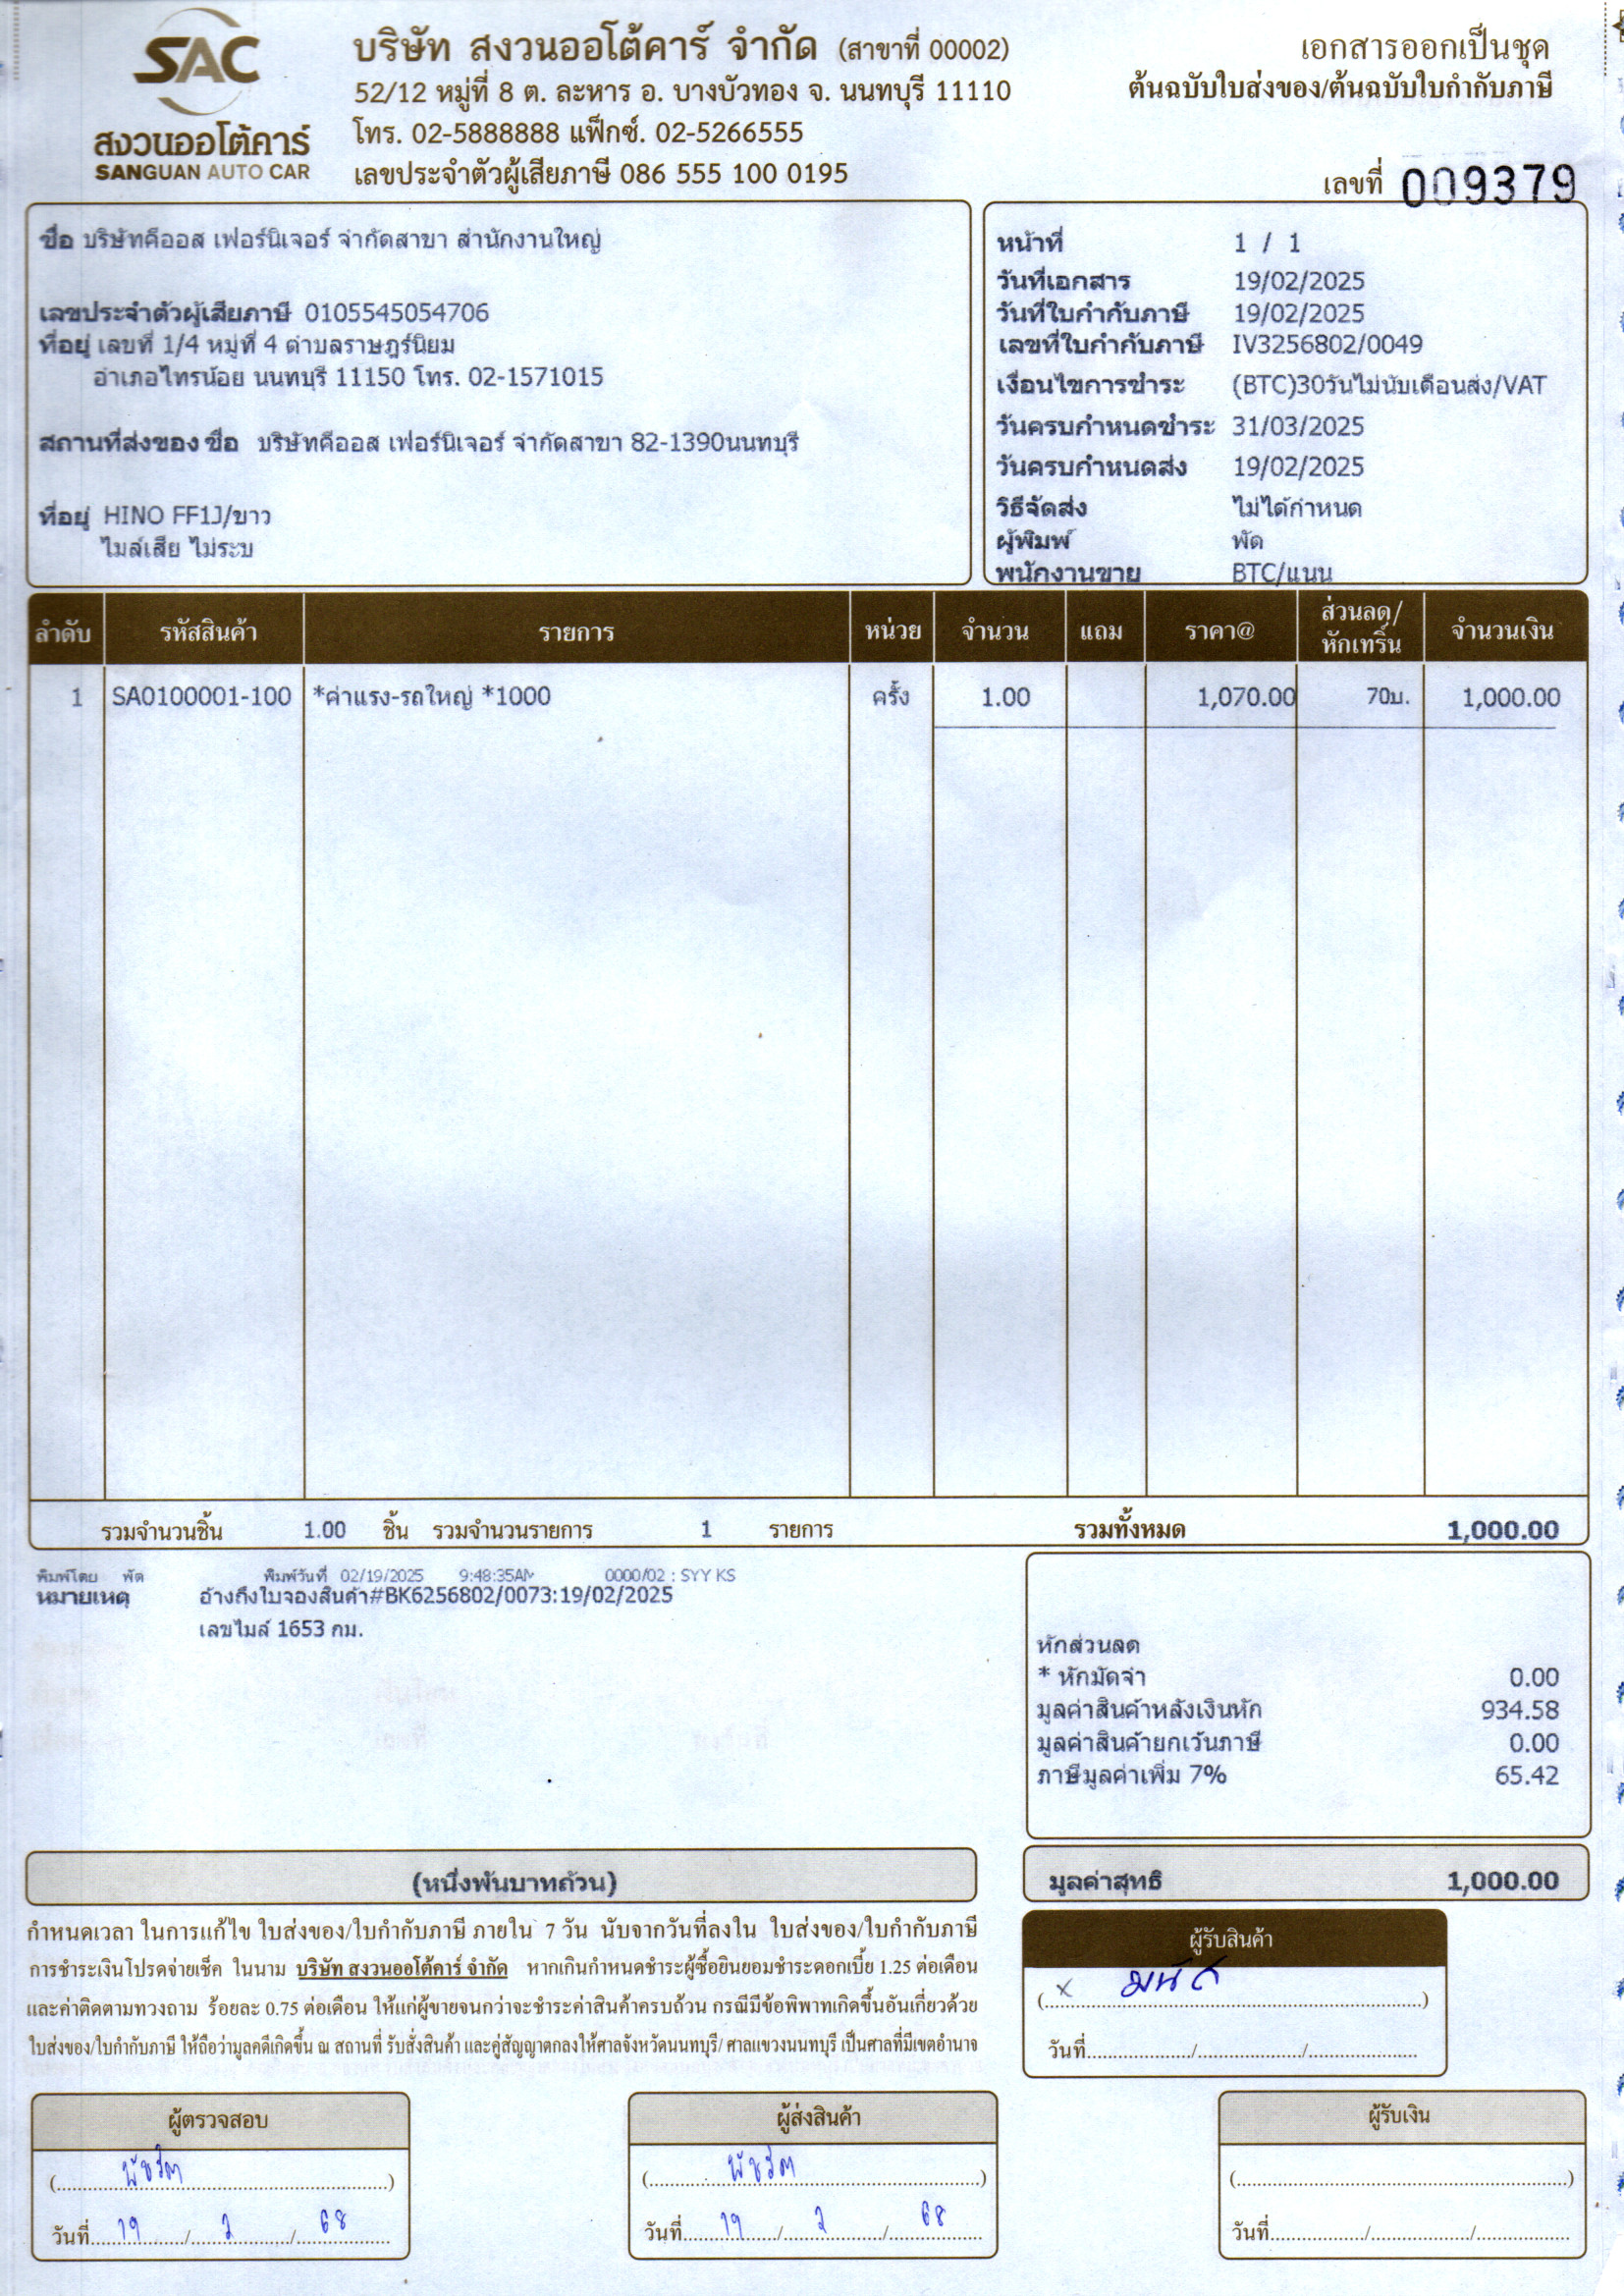 SAC
สงวนออโต้คาร์
SANGUAN AUTO CAR
บริษัท สงวนออโต้คาร์ จำกัด (สาขาที่ 00002)
52/12 หมู่ที่ 8 ต. ละหาร อ. บางบัวทอง จ. นนทบุรี 11110
โทร. 02-5888888 แฟ็กซ์. 02-5266555
เลขประจำตัวผู้เสียภาษี 086 555 100 0195
เอกสารออกเป็นชุด
ต้นฉบับใบส่งของ/ต้นฉบับใบกำกับภาษี
เลขที่ 009379
ชื่อ บริษัทคีออส เฟอร์นิเจอร์ จำกัดสาขา สำนักงานใหญ่
เลขประจำตัวผู้เสียภาษี 0105545054706
ที่อยู่ เลขที่ 1/4 หมู่ที่ 4 ตำบลราษฎร์นิยม
อำเภอไทรน้อย นนทบุรี 11150 โทร. 02-1571015
สถานที่ส่งของ ชื่อ บริษัทคีออส เฟอร์นิเจอร์ จำกัดสาขา 82-1390นนทบุรี
ที่อยู่ HINO FF1J/ขาว
ไมล์เสีย ไม่ระบ
หน้าที่ 1 / 1
วันที่เอกสาร 19/02/2025
วันที่ใบกำกับภาษี 19/02/2025
เลขที่ใบกำกับภาษี IV3256802/0049
เงื่อนไขการชำระ (BTC)30วันไม่นับเดือนส่ง/VAT
วันครบกำหนดชำระ 31/03/2025
วันครบกำหนดส่ง 19/02/2025
วิธีจัดส่ง ไม่ได้กำหนด
ผู้พิมพ์ พัด
พนักงานขาย BTC/แนน
ลำดับ รหัสสินค้า รายการ หน่วย จำนวน แถม ราคา@ ส่วนลด/หักเทริ์น จำนวนเงิน
1 SA0100001-100 *ค่าแรง-รถใหญ่ *1000 ครั้ง 1.00 1,070.00 70บ. 1,000.00
รวมจำนวนชิ้น 1.00 ชิ้น รวมจำนวนรายการ 1 รายการ รวมทั้งหมด 1,000.00
พิมพ์โดย พัด พิมพ์วันที่ 02/19/2025 9:48:35AM 0000/02 : SYY KS
หมายเหตุ อ้างถึงใบจองสินค้า#BK6256802/0073:19/02/2025
เลขไมล์ 1653 กม.
หักส่วนลด
* หักมัดจำ 0.00
มูลค่าสินค้าหลังเงินหัก 934.58
มูลค่าสินค้ายกเว้นภาษี 0.00
ภาษีมูลค่าเพิ่ม 7% 65.42
(หนึ่งพันบาทถ้วน)
มูลค่าสุทธิ 1,000.00
กำหนดเวลา ในการแก้ไข ใบส่งของ/ใบกำกับภาษี ภายใน 7 วัน นับจากวันที่ลงใน ใบส่งของ/ใบกำกับภาษี
การชำระเงินโปรดจ่ายเช็ค ในนาม บริษัท สงวนออโต้คาร์ จำกัด หากเกินกำหนดชำระผู้ซื้อยินยอมชำระดอกเบี้ย 1.25 ต่อเดือน
และค่าติดตามทวงถาม ร้อยละ 0.75 ต่อเดือน ให้แก่ผู้ขายจนกว่าจะชำระค่าสินค้าครบถ้วน กรณีมีข้อพิพาทเกิดขึ้นอันเกี่ยวด้วย
ใบส่งของ/ใบกำกับภาษี ให้ถือว่ามูลคดีเกิดขึ้น ณ สถานที่ รับสั่งสินค้า และคู่สัญญาตกลงให้ศาลจังหวัดนนทบุรี/ ศาลแขวงนนทบุรี เป็นศาลที่มีเขตอำนาจ
ผู้รับสินค้า
วันที่
ผู้ตรวจสอบ
พัชรีดา
วันที่ 19 / 2 / 68
ผู้ส่งสินค้า
พัชรีดา
วันที่ 19 / 2 / 68
ผู้รับเงิน
วันที่